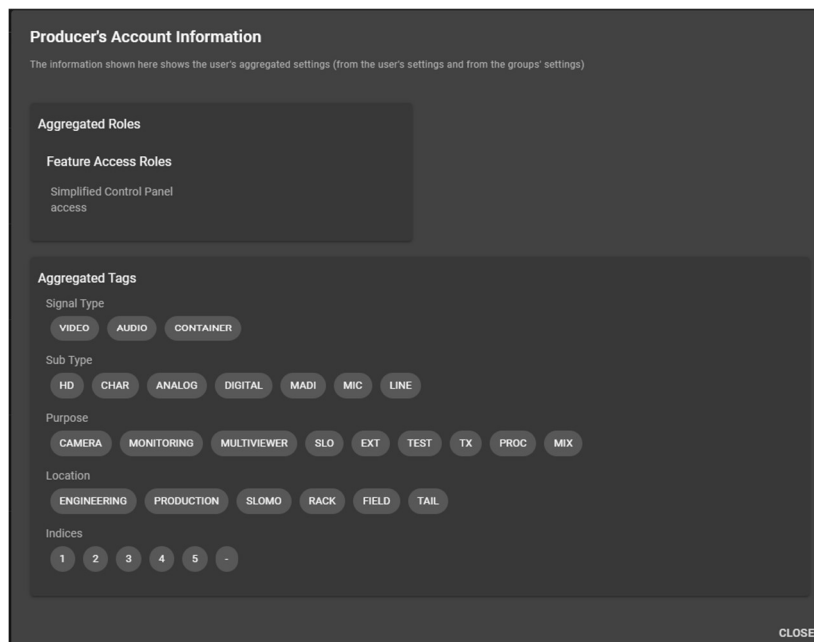 Producer's Account Information
The information shown here shows the user's aggregated settings (from the user's settings and from the groups' settings)
Aggregated Roles
Feature Access Roles
Simplified Control Panel
access
Aggregated Tags
Signal Type
VIDEO AUDIO CONTAINER
Sub Type
HD CHAR ANALOG DIGITAL MADI MIC LINE
Purpose
CAMERA MONITORING MULTIVIEWER SLO EXT TEST TX PROC MIX
Location
ENGINEERING PRODUCTION SLOMO RACK FIELD TAIL
Indices
1 2 3 4 5 -
CLOSE